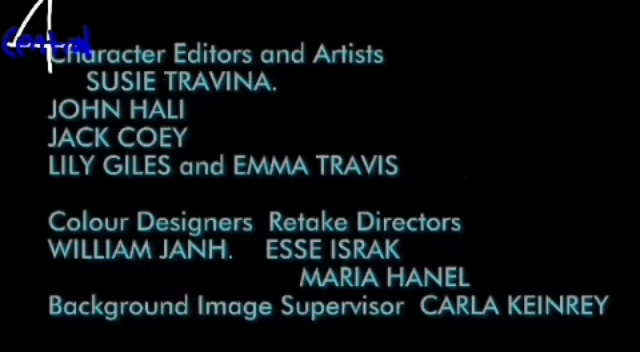 Central
Character Editors and Artists
SUSIE TRAVINA.
JOHN HALI
JACK COEY
LILY GILES and EMMA TRAVIS
Colour Designers Retake Directors
WILLIAM JANH. ESSE ISRAK
MARIA HANEL
Background Image Supervisor CARLA KEINREY